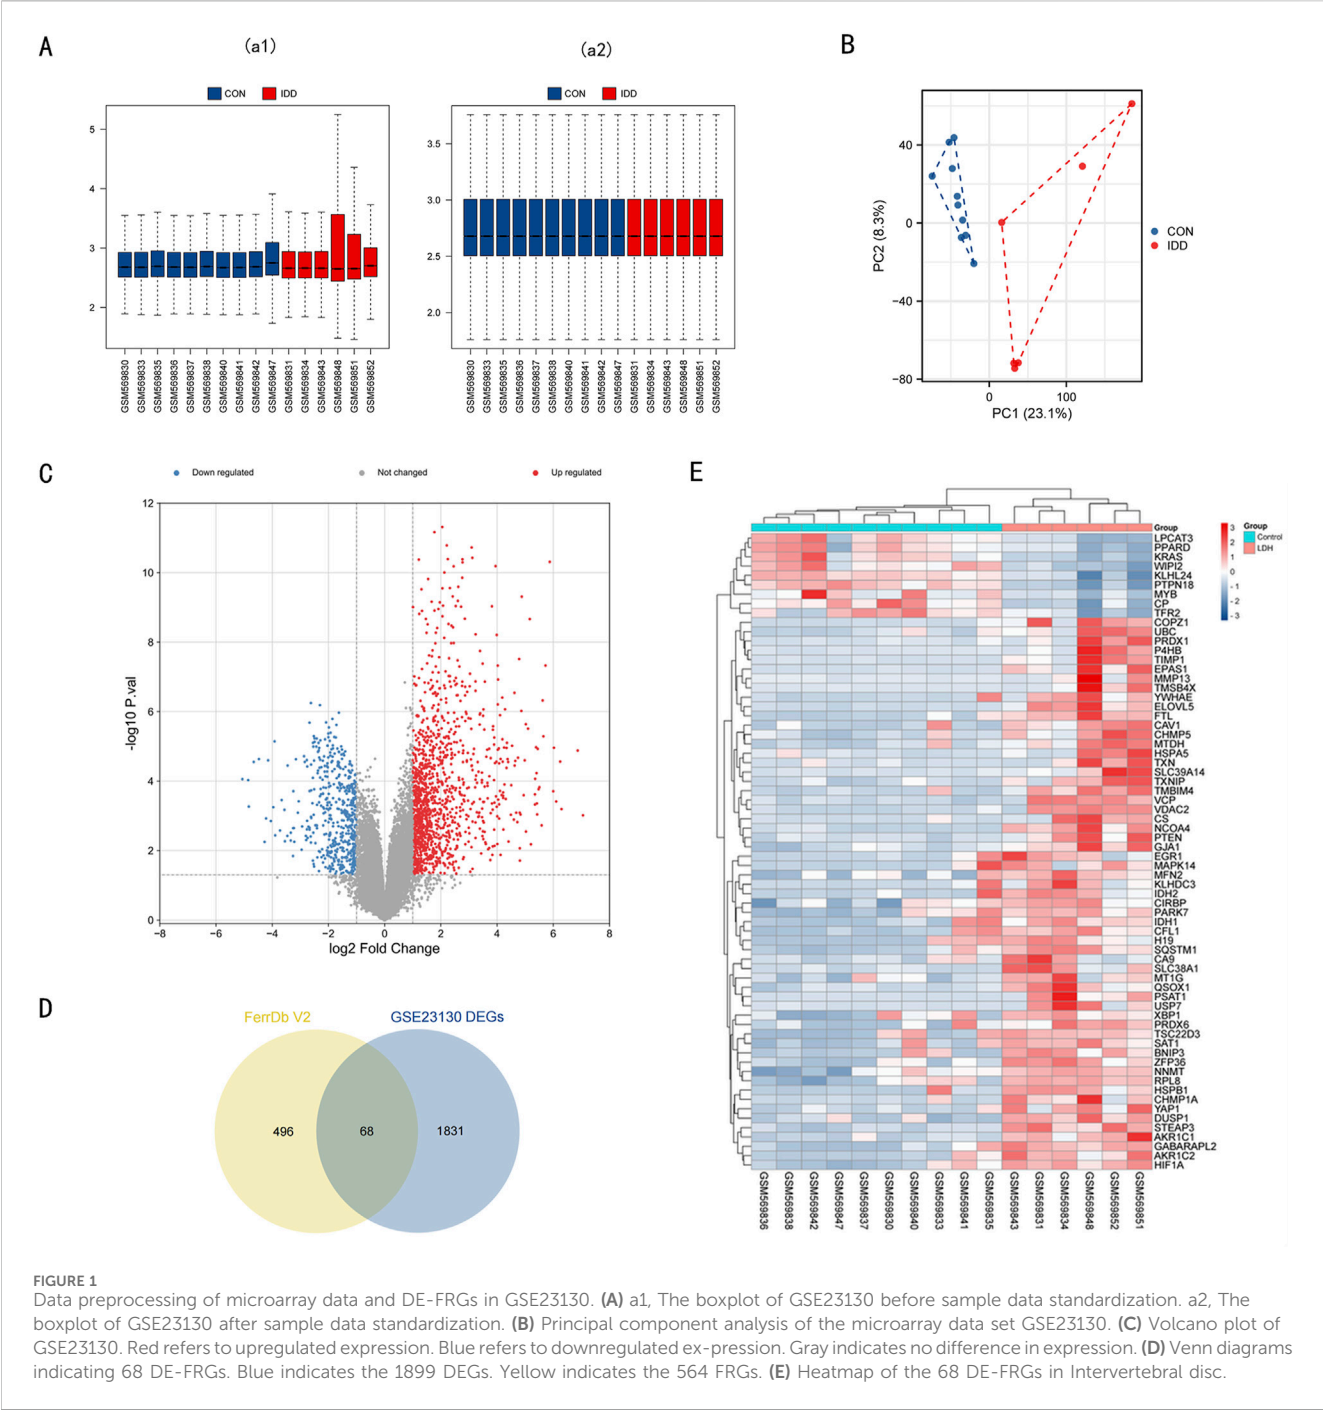 A
(a1)
CON
IDD
5
4
3
2
GSM569830
GSM569833
GSM569835
GSM569836
GSM569837
GSM569838
GSM569840
GSM569841
GSM569842
GSM569847
GSM569831
GSM569834
GSM569843
GSM569848
GSM569851
GSM569852
(a2)
CON
IDD
3.5
3.0
2.5
2.0
GSM569830
GSM569833
GSM569835
GSM569836
GSM569837
GSM569838
GSM569840
GSM569841
GSM569842
GSM569847
GSM569831
GSM569834
GSM569843
GSM569848
GSM569851
GSM569852
B
PC2 (8.3%)
40
0
−40
−80
0
100
PC1 (23.1%)
CON
IDD
C
Down regulated
Not changed
Up regulated
-log10 P.val
12
10
8
6
4
2
0
−8
−6
−4
−2
0
2
4
6
8
log2 Fold Change
D
FerrDb V2
GSE23130 DEGs
496
68
1831
E
Group
LPCAT3
PPARD
KRAS
WIPI2
KLHL24
PTPN18
MYB
CP
TFR2
COPZ1
UBC
PRDX1
P4HB
TIMP1
EPAS1
MMP13
TMSB4X
YWHAE
ELOVL5
FTL
CAV1
CHMP5
MTDH
HSPA5
TXN
SLC39A14
TXNIP
TMBIM4
VCP
VDAC2
CS
NCOA4
PTEN
GJA1
EGR1
MAPK14
MFN2
KLHDC3
IDH2
CIRBP
PARK7
IDH1
CFL1
H19
SQSTM1
CA9
SLC38A1
MT1G
QSOX1
PSAT1
USP7
XBP1
PRDX6
TSC22D3
SAT1
BNIP3
ZFP36
NNMT
RPL8
HSPB1
CHMP1A
YAP1
DUSP1
STEAP3
AKR1C1
GABARAPL2
AKR1C2
HIF1A
GSM569836
GSM569838
GSM569842
GSM569847
GSM569837
GSM569830
GSM569840
GSM569833
GSM569841
GSM569835
GSM569843
GSM569831
GSM569834
GSM569848
GSM569852
GSM569851
3
2
1
0
-1
-2
-3
Group
Control
LDH
FIGURE 1
Data preprocessing of microarray data and DE-FRGs in GSE23130. (A) a1, The boxplot of GSE23130 before sample data standardization. a2, The
boxplot of GSE23130 after sample data standardization. (B) Principal component analysis of the microarray data set GSE23130. (C) Volcano plot of
GSE23130. Red refers to upregulated expression. Blue refers to downregulated ex-pression. Gray indicates no difference in expression. (D) Venn diagrams
indicating 68 DE-FRGs. Blue indicates the 1899 DEGs. Yellow indicates the 564 FRGs. (E) Heatmap of the 68 DE-FRGs in Intervertebral disc.